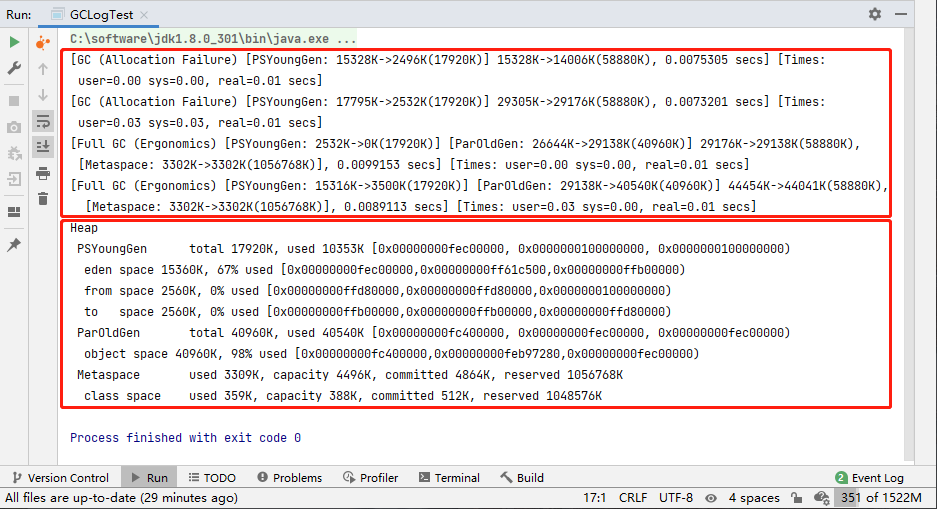 Run: GCLogTest
C:\software\jdk1.8.0_301\bin\java.exe ...
[GC (Allocation Failure) [PSYoungGen: 15328K->2496K(17920K)] 15328K->14006K(58880K), 0.0075305 secs] [Times:
user=0.00 sys=0.00, real=0.01 secs]
[GC (Allocation Failure) [PSYoungGen: 17795K->2532K(17920K)] 29305K->29176K(58880K), 0.0073201 secs] [Times:
user=0.03 sys=0.03, real=0.01 secs]
[Full GC (Ergonomics) [PSYoungGen: 2532K->0K(17920K)] [ParOldGen: 26644K->29138K(40960K)] 29176K->29138K(58880K),
[Metaspace: 3302K->3302K(1056768K)], 0.0099153 secs] [Times: user=0.00 sys=0.00, real=0.01 secs]
[Full GC (Ergonomics) [PSYoungGen: 15316K->3500K(17920K)] [ParOldGen: 29138K->40540K(40960K)] 44454K->44041K(58880K),
[Metaspace: 3302K->3302K(1056768K)], 0.0089113 secs] [Times: user=0.03 sys=0.00, real=0.01 secs]
Heap
PSYoungGen total 17920K, used 10353K [0x00000000fec00000, 0x0000000100000000, 0x0000000100000000)
eden space 15360K, 67% used [0x00000000fec00000,0x00000000ff61c500,0x00000000ffb00000)
from space 2560K, 0% used [0x00000000ffd80000,0x00000000ffd80000,0x0000000100000000)
to space 2560K, 0% used [0x00000000ffb00000,0x00000000ffb00000,0x00000000ffd80000)
ParOldGen total 40960K, used 40540K [0x00000000fc400000, 0x00000000fec00000, 0x00000000fec00000)
object space 40960K, 98% used [0x00000000fc400000,0x00000000feb97280,0x00000000fec00000)
Metaspace used 3309K, capacity 4496K, committed 4864K, reserved 1056768K
class space used 359K, capacity 388K, committed 512K, reserved 1048576K
Process finished with exit code 0
Version Control Run TODO Problems Profiler Terminal Build 2 Event Log
All files are up-to-date (29 minutes ago) 17:1 CRLF UTF-8 4 spaces 351 of 1522M